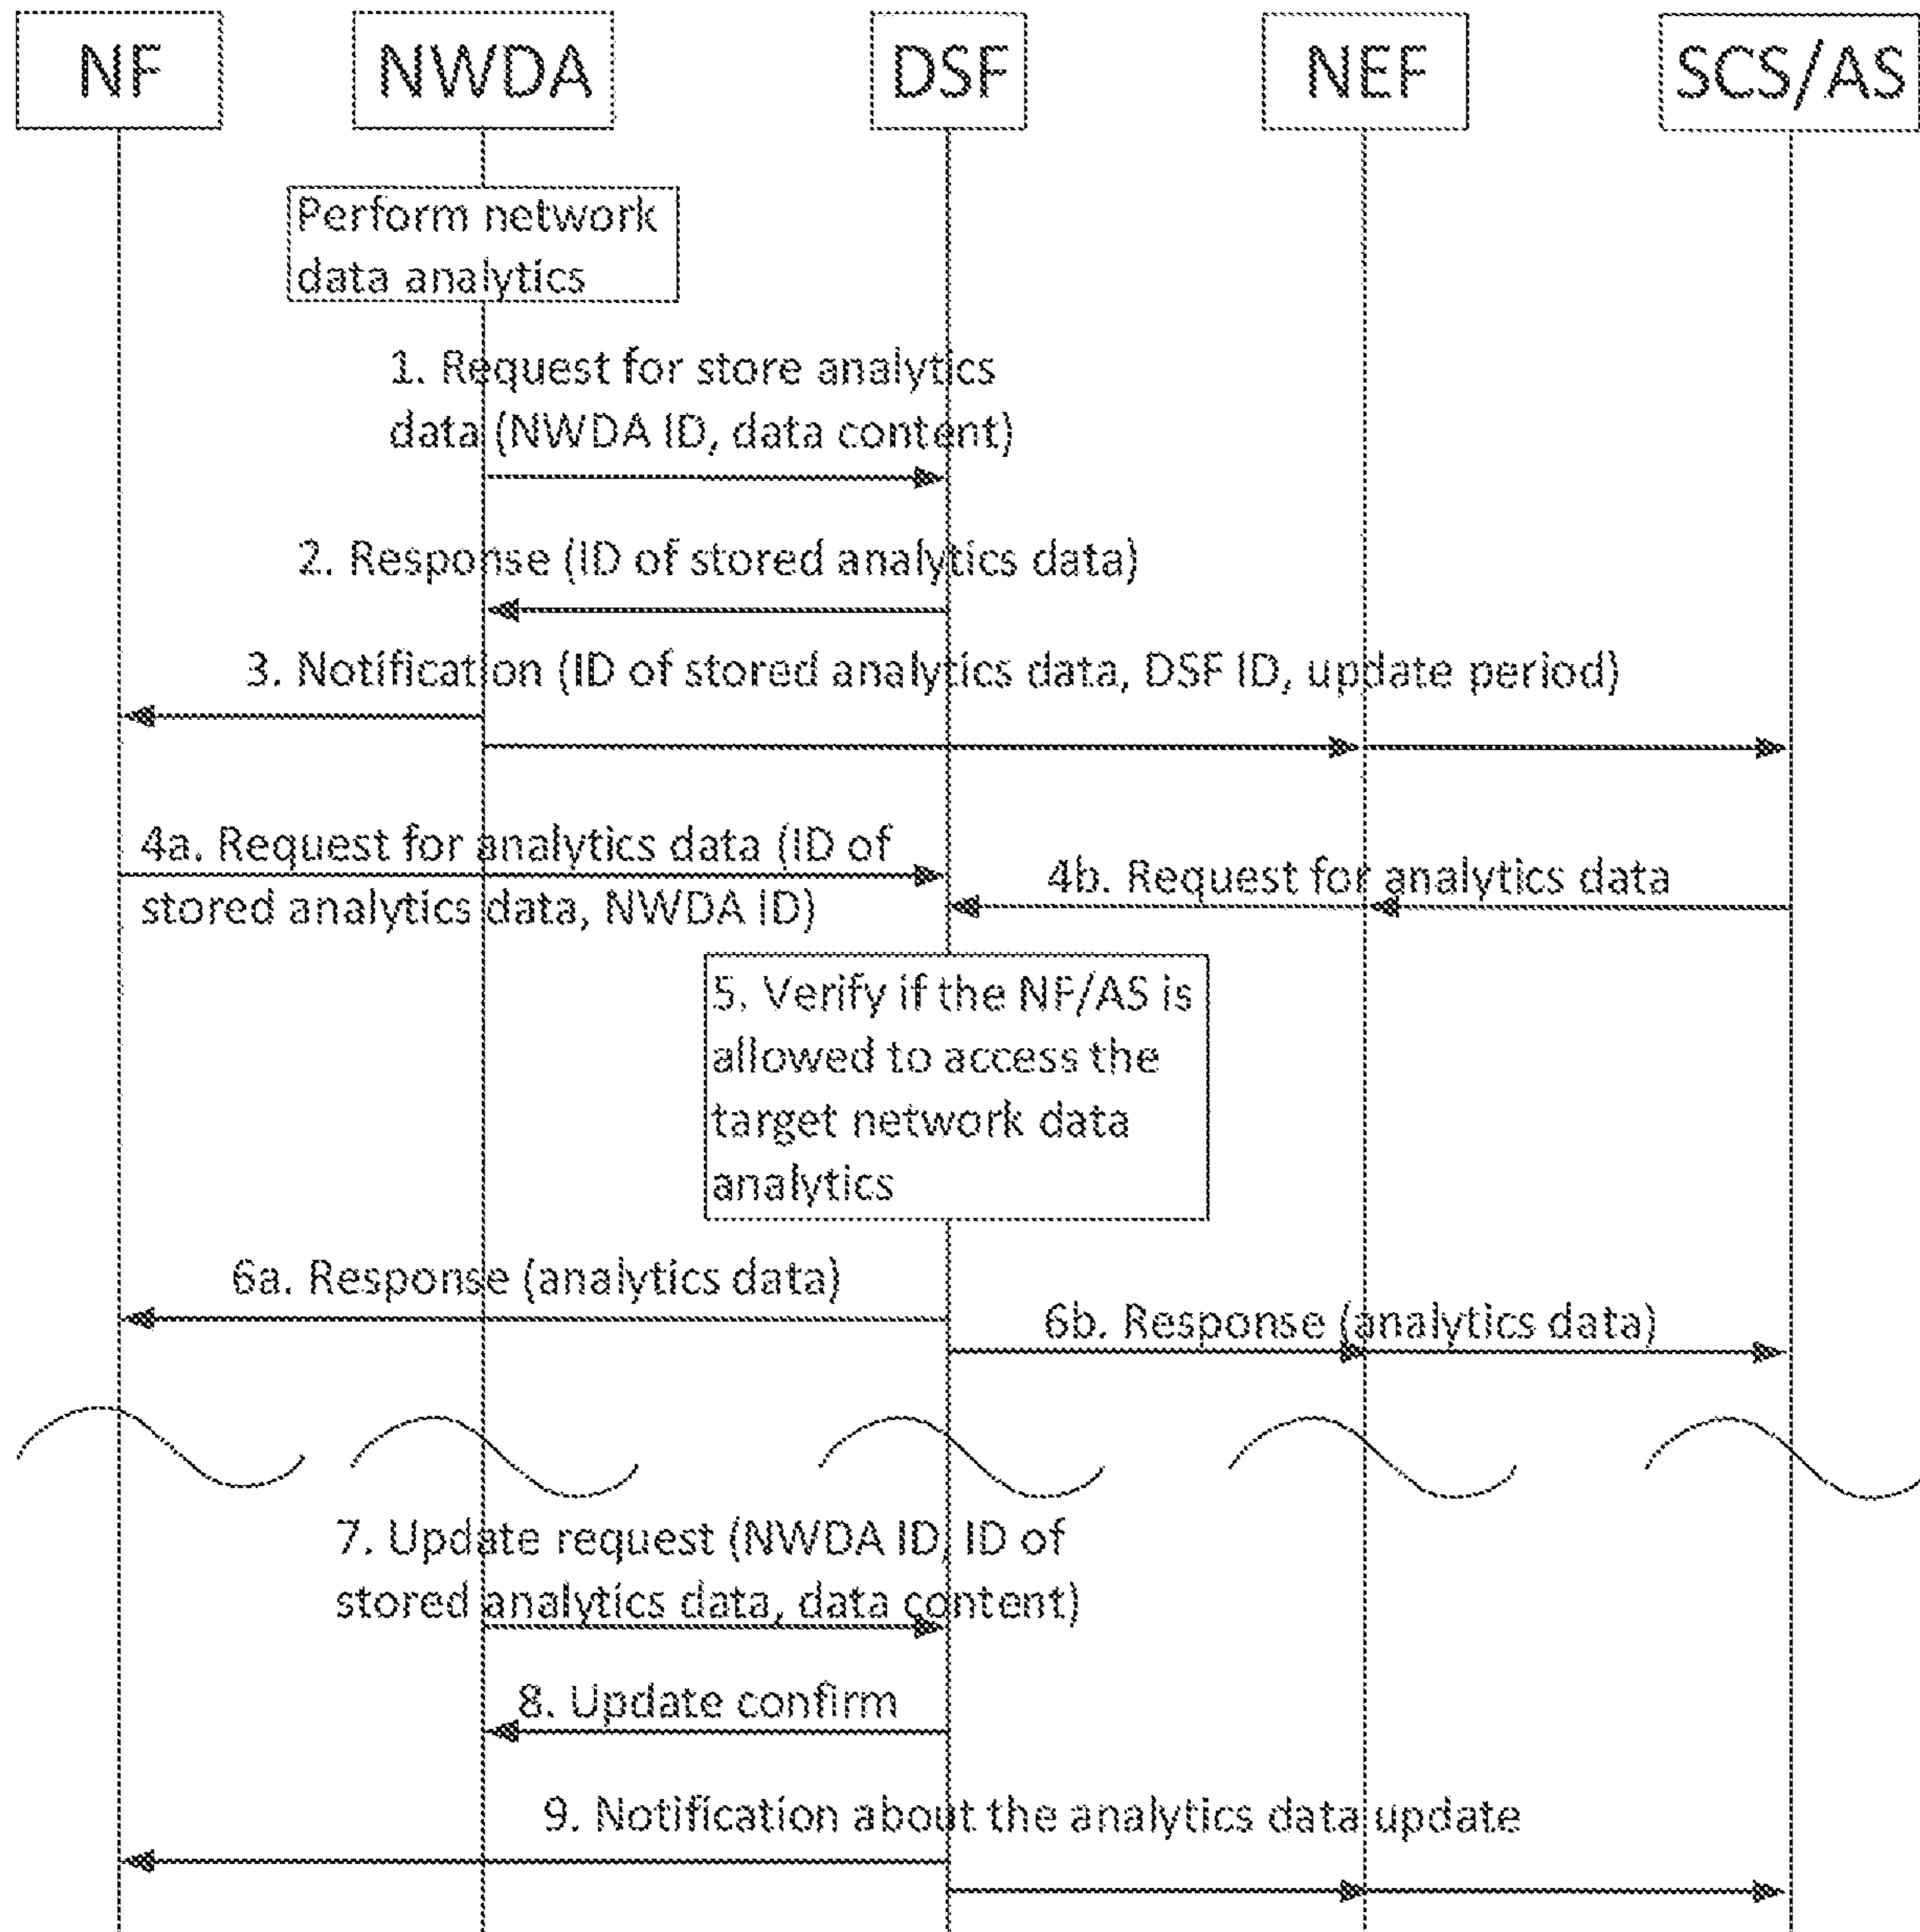 NF
NWDA
DSF
NEF
SCS/AS
Perform network
data analytics
1. Request for store analytics
data (NWDA ID, data content)
2. Response (ID of stored analytics data)
3. Notification (ID of stored analytics data, DSF ID, update period)
4a. Request for analytics data (ID of
stored analytics data, NWDA ID)
4b. Request for analytics data
5. Verify if the NF/AS is
allowed to access the
target network data
analytics
6a. Response (analytics data)
6b. Response (analytics data)
7. Update request (NWDA ID, ID of
stored analytics data, data content)
8. Update confirm
9. Notification about the analytics data update